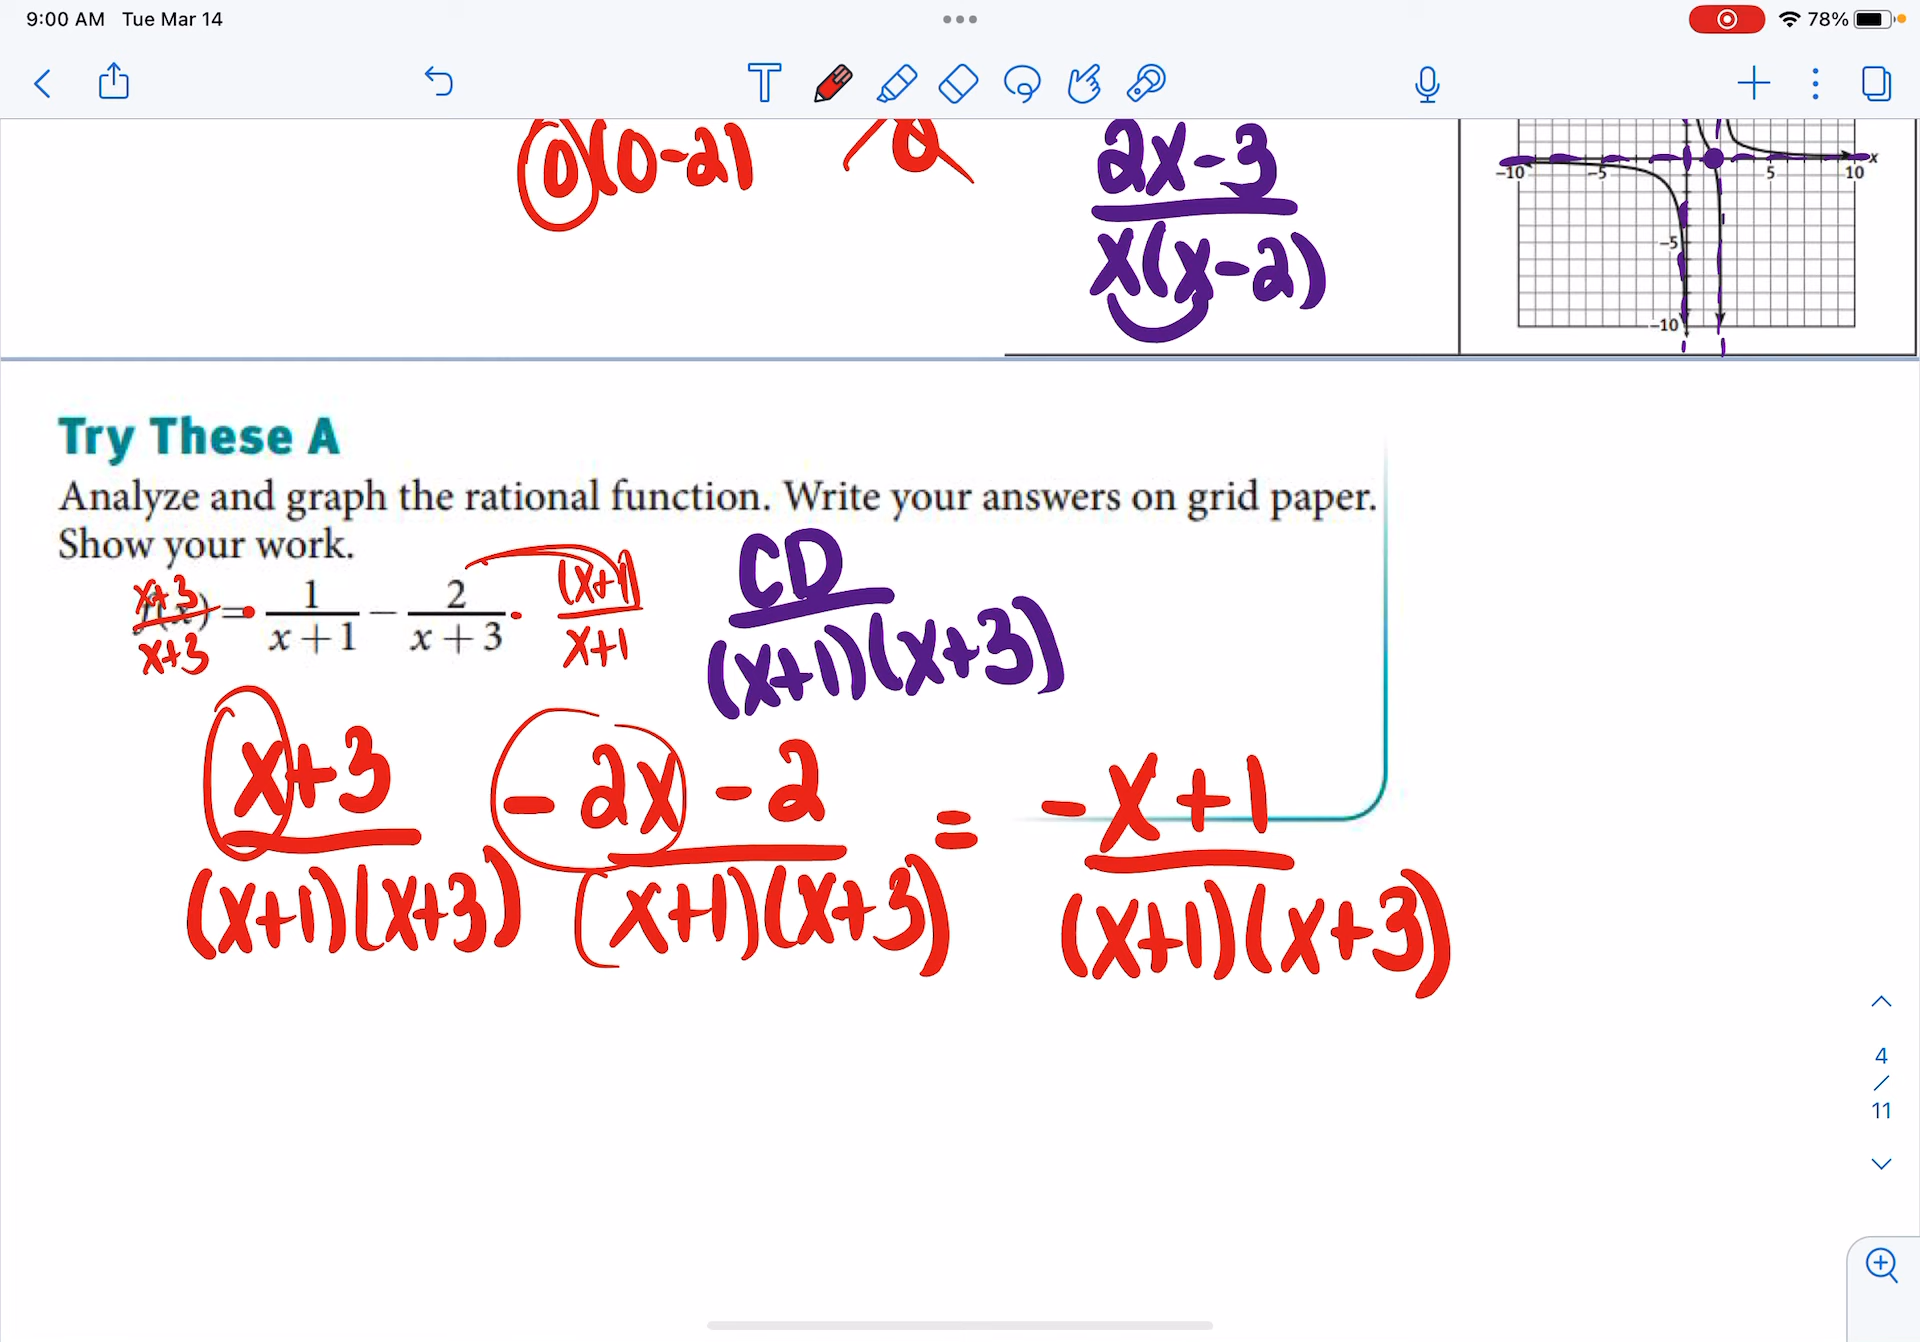 9:00 AM Tue Mar 14
78%
T
0(0-2)
2x-3
x(x-2)
-10 -5 5 10 x
-5
-10
Try These A
Analyze and graph the rational function. Write your answers on grid paper.
Show your work.
x+3 1 2 (x+1) CD
f(x) = — - — · —
x+3 x+1 x+3 x+1 (x+1)(x+3)
x+3 -2x-2 = -x+1
(x+1)(x+3) (x+1)(x+3) (x+1)(x+3)
4
/
11